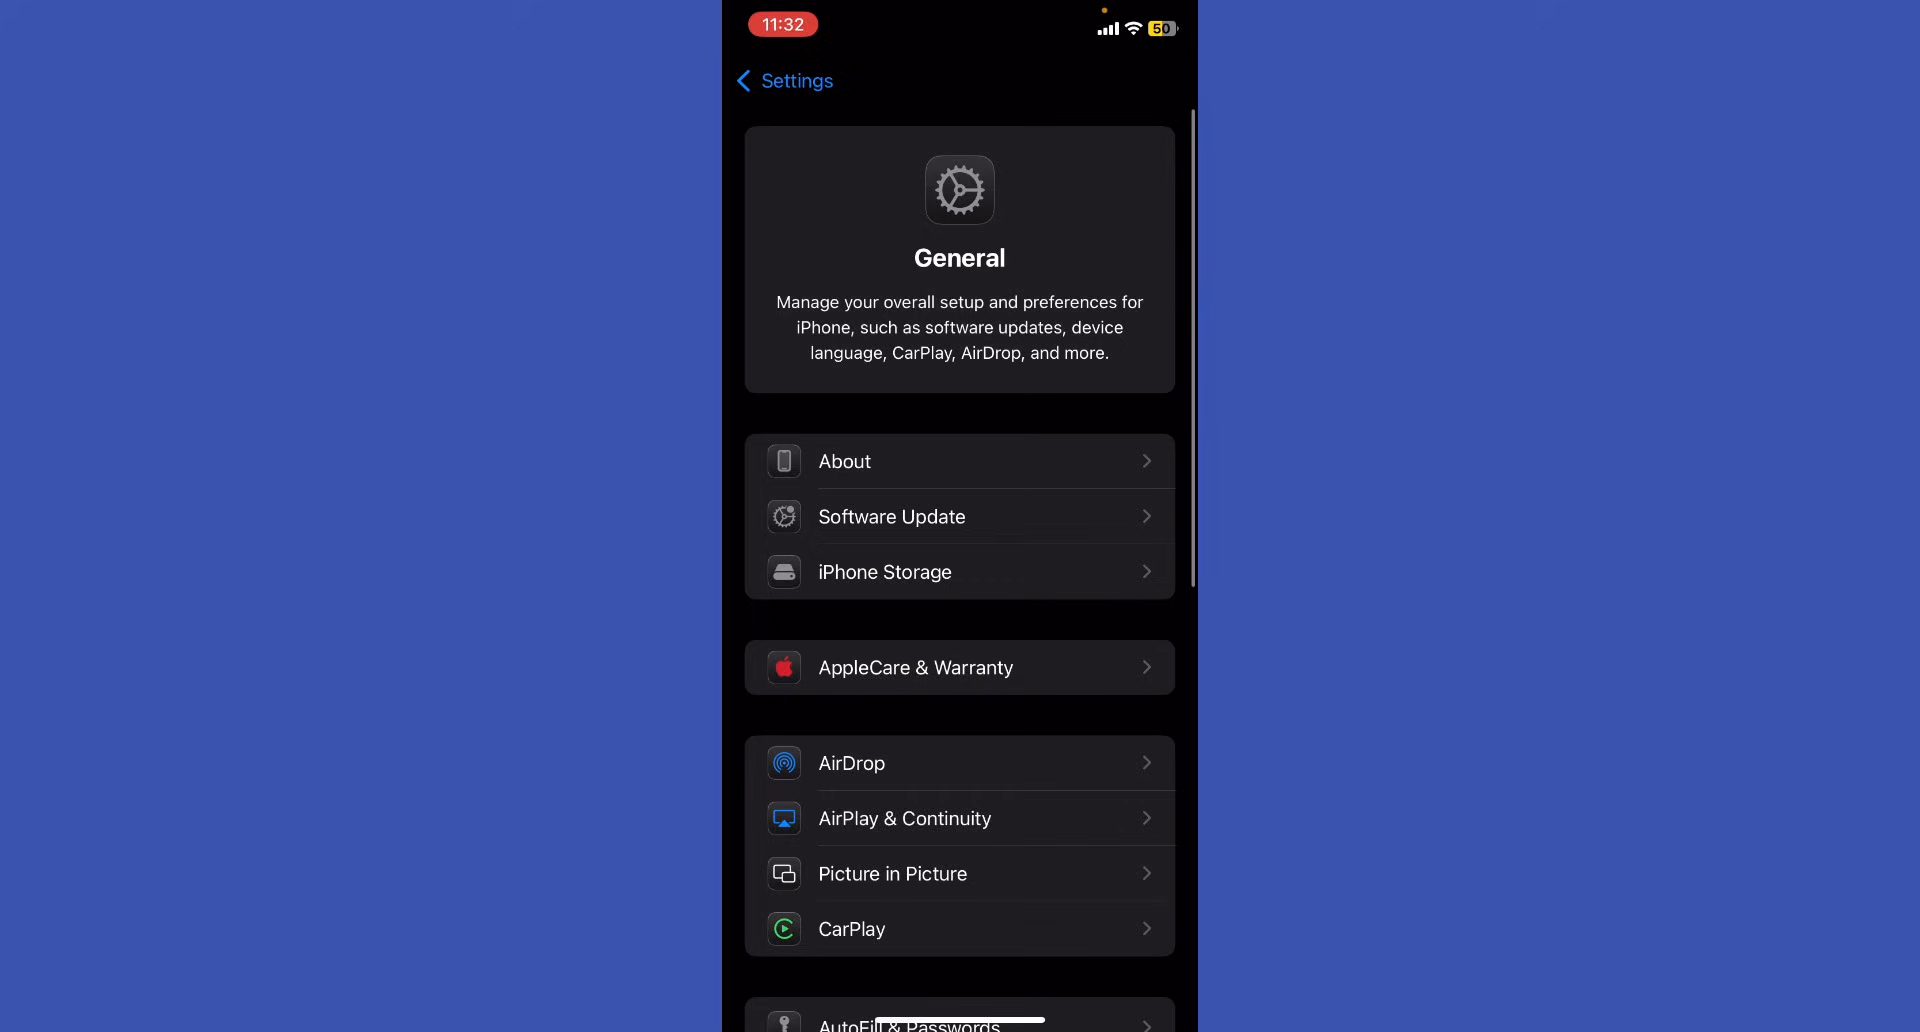 11:32
50
Settings
General
Manage your overall setup and preferences for
iPhone, such as software updates, device
language, CarPlay, AirDrop, and more.
About
Software Update
iPhone Storage
AppleCare & Warranty
AirDrop
AirPlay & Continuity
Picture in Picture
CarPlay
AutoFill & Passwords